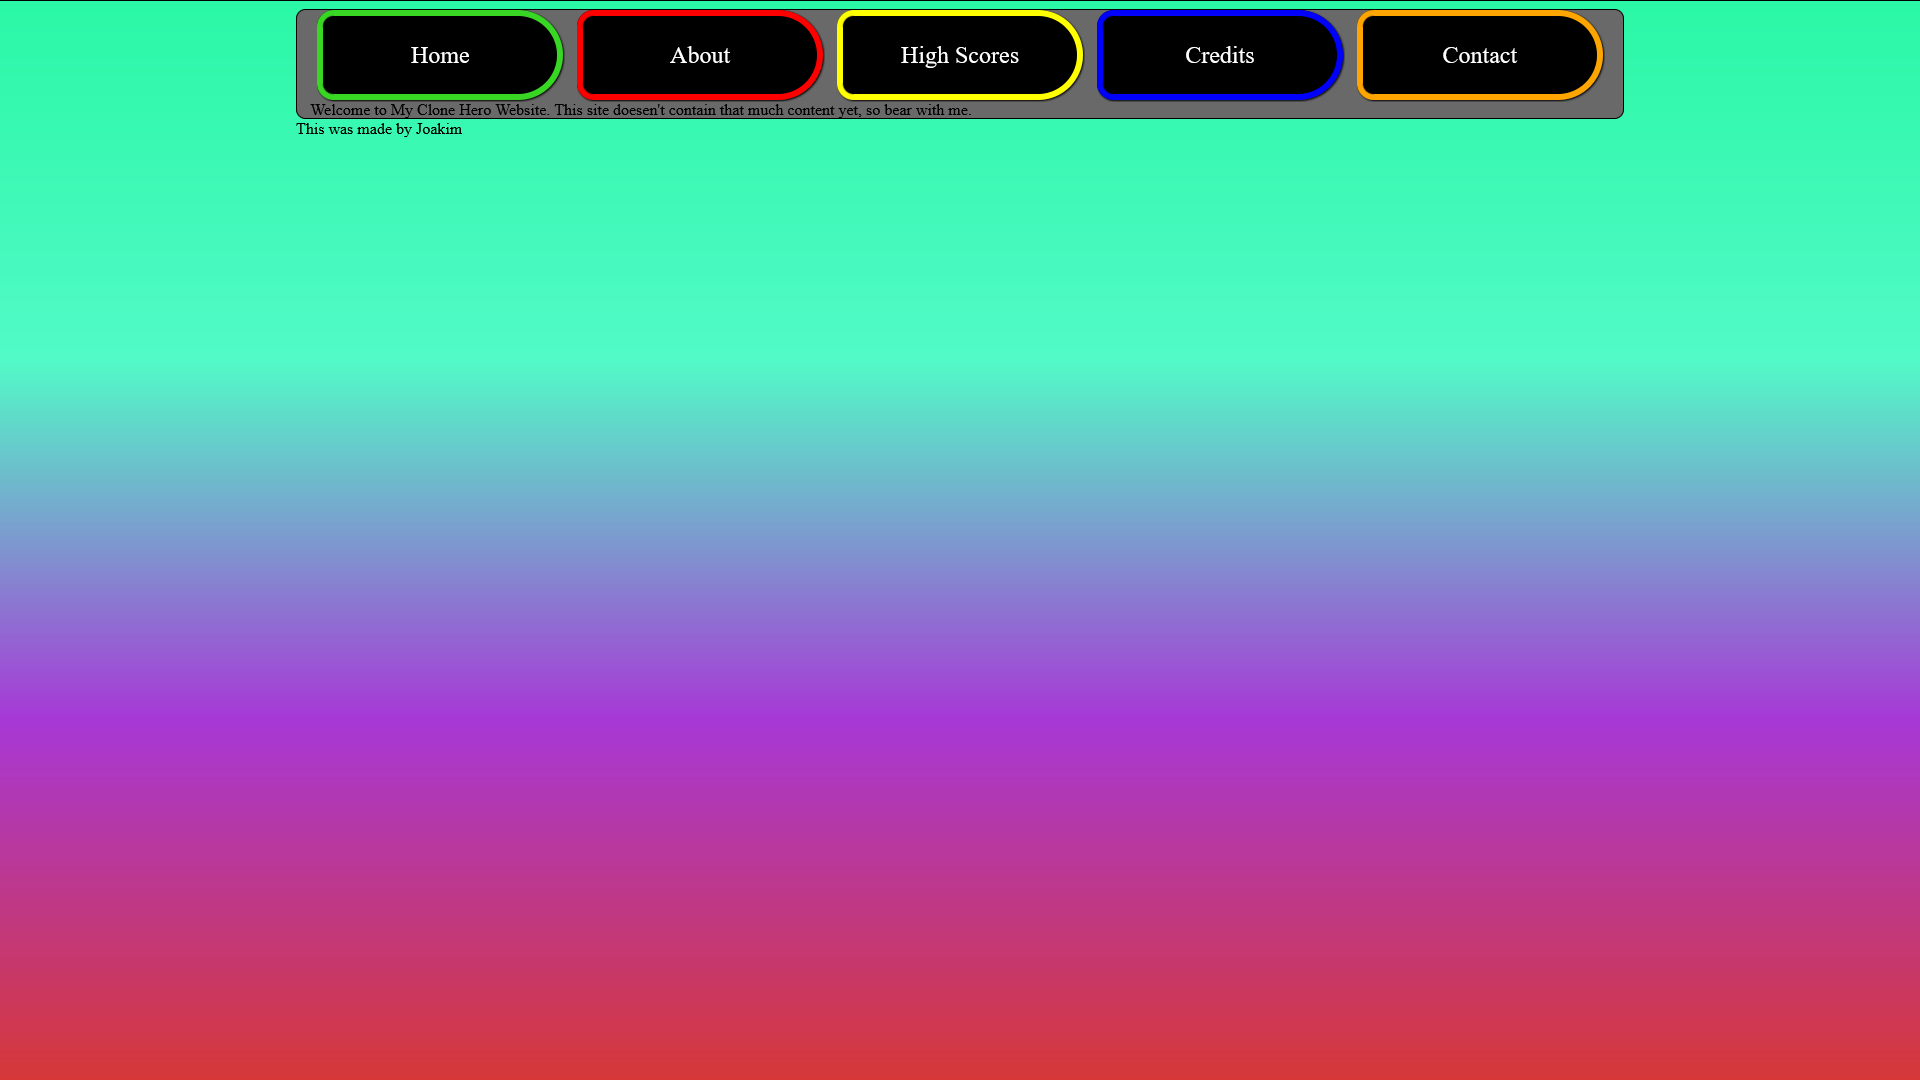 Home
About
High Scores
Credits
Contact
Welcome to My Clone Hero Website. This site doesen't contain that much content yet, so bear with me.
This was made by Joakim